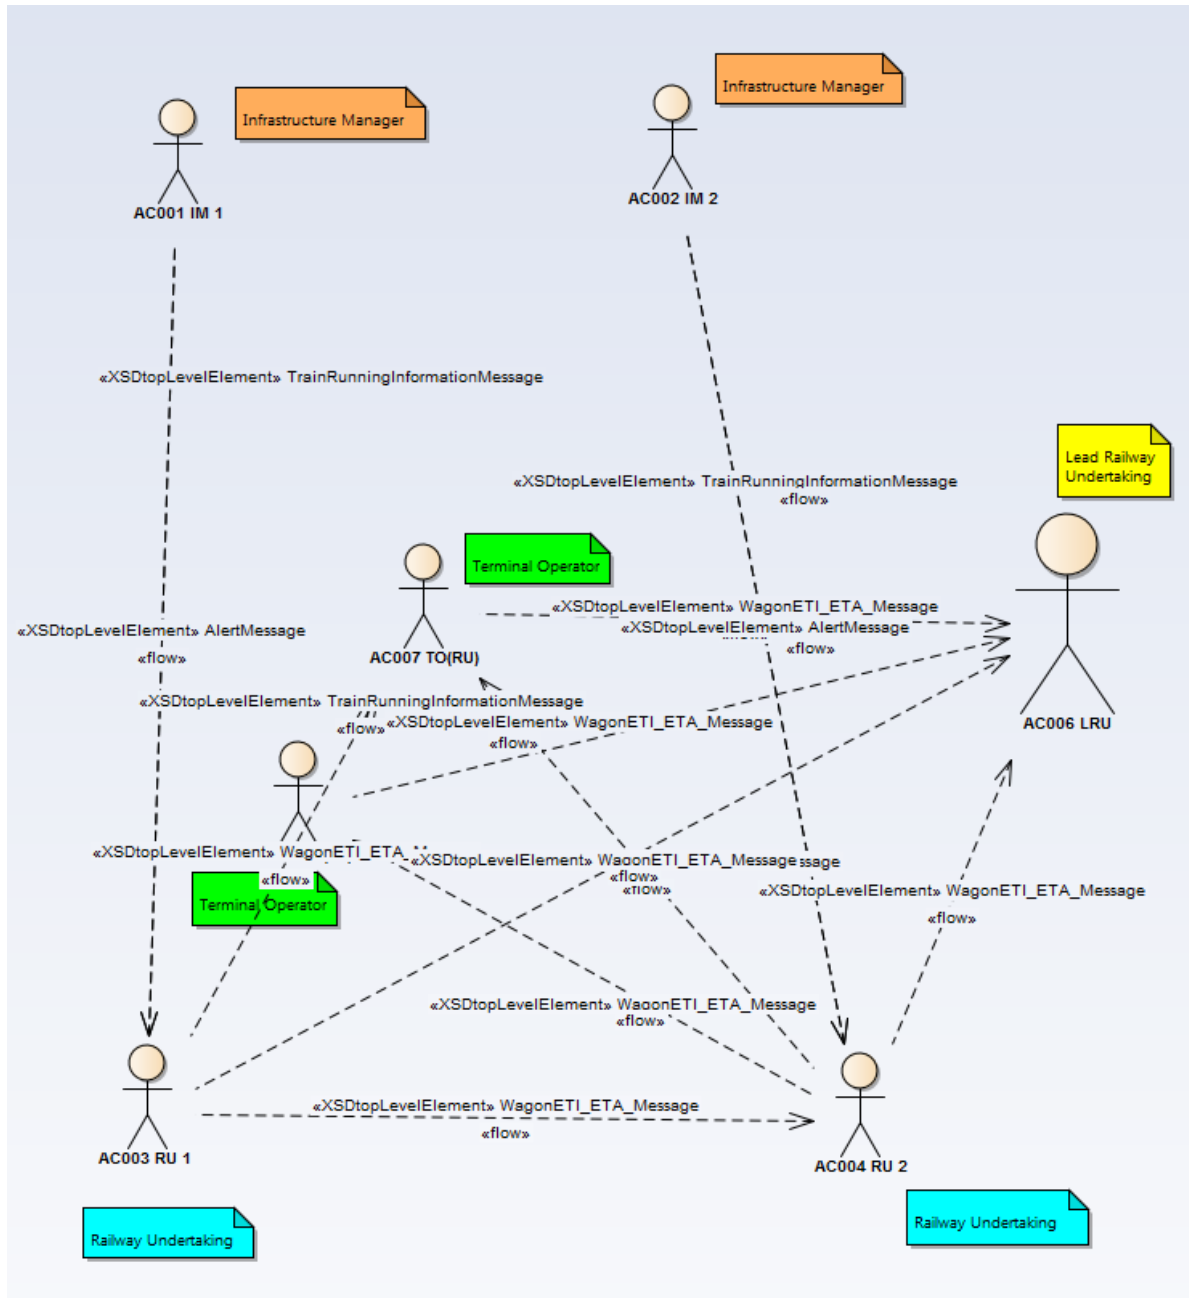 Infrastructure Manager
Infrastructure Manager
AC001 IM 1
AC002 IM 2
«XSDtopLevelElement» TrainRunningInformationMessage
Lead Railway
Undertaking
«XSDtopLevelElement» TrainRunningInformationMessage
«flow»
Terminal Operator
«XSDtopLevelElement» WagonETI_ETA_Message
«XSDtopLevelElement» AlertMessage
«flow»
«XSDtopLevelElement» AlertMessage
«flow»
AC007 TO(RU)
AC006 LRU
«XSDtopLevelElement» TrainRunningInformationMessage
«flow»
«XSDtopLevelElement» WagonETI_ETA_Message
«flow»
«XSDtopLevelElement» WagonETI_ETA_
«flow»
«XSDtopLevelElement» WagonETI_ETA_Message
«flow»
«flow»
Terminal Operator
«XSDtopLevelElement» WagonETI_ETA_Message
«flow»
«XSDtopLevelElement» WagonETI_ETA_Message
«flow»
«XSDtopLevelElement» WagonETI_ETA_Message
«flow»
AC003 RU 1
AC004 RU 2
Railway Undertaking
Railway Undertaking